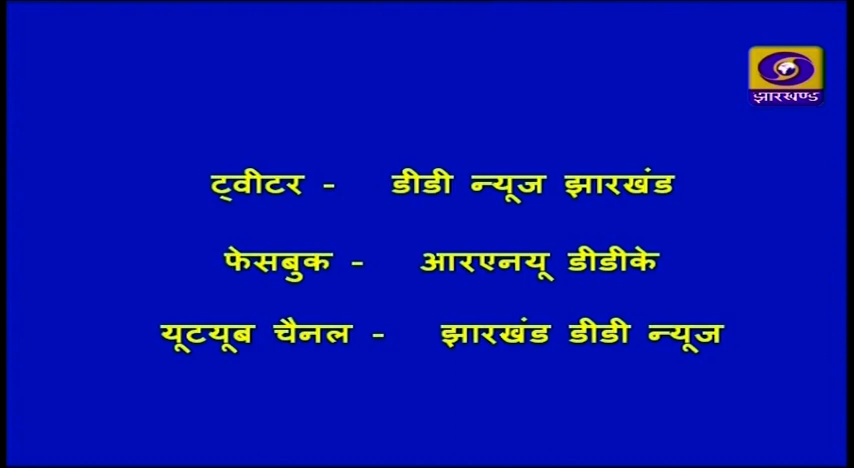 झारखण्ड
ट्वीटर - डीडी न्यूज झारखंड
फेसबुक - आरएनयू डीडीके
यूटयूब चैनल - झारखंड डीडी न्यूज